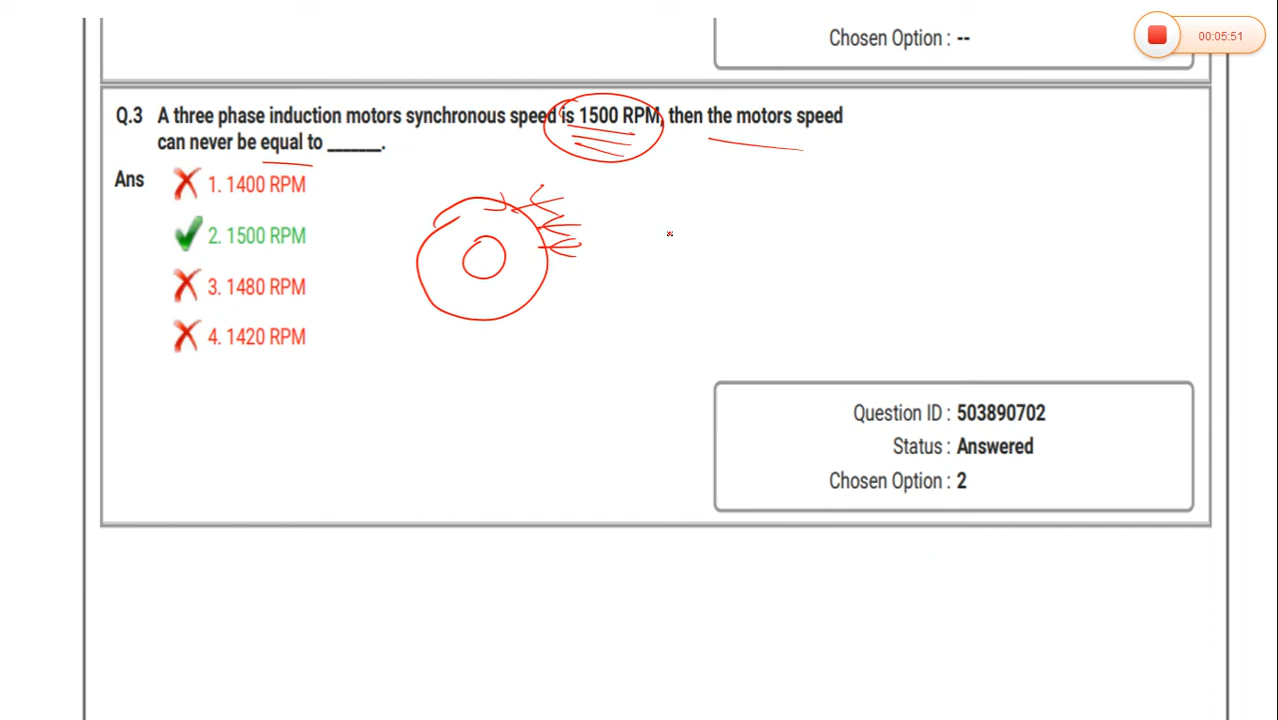 Chosen Option : --
00:05:51
Q.3 A three phase induction motors synchronous speed is 1500 RPM, then the motors speed
can never be equal to _______.
Ans
1. 1400 RPM
2. 1500 RPM
3. 1480 RPM
4. 1420 RPM
Question ID : 503890702
Status : Answered
Chosen Option : 2